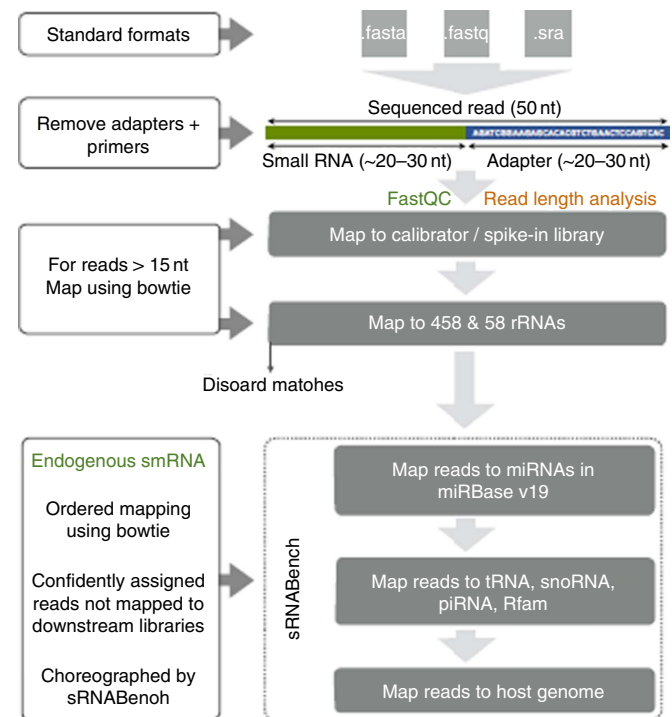 Standard formats
.fasta
.fastq
.sra
Remove adapters +
primers
Sequenced read (50 nt)
Small RNA (~20–30 nt)
Adapter (~20–30 nt)
FastQC
Read length analysis
For reads > 15 nt
Map using bowtie
Map to calibrator / spike-in library
Map to 458 & 58 rRNAs
Disoard matohes
Endogenous smRNA
Ordered mapping
using bowtie
Confidently assigned
reads not mapped to
downstream libraries
Choreographed by
sRNABenoh
sRNABench
Map reads to miRNAs in
miRBase v19
Map reads to tRNA, snoRNA,
piRNA, Rfam
Map reads to host genome